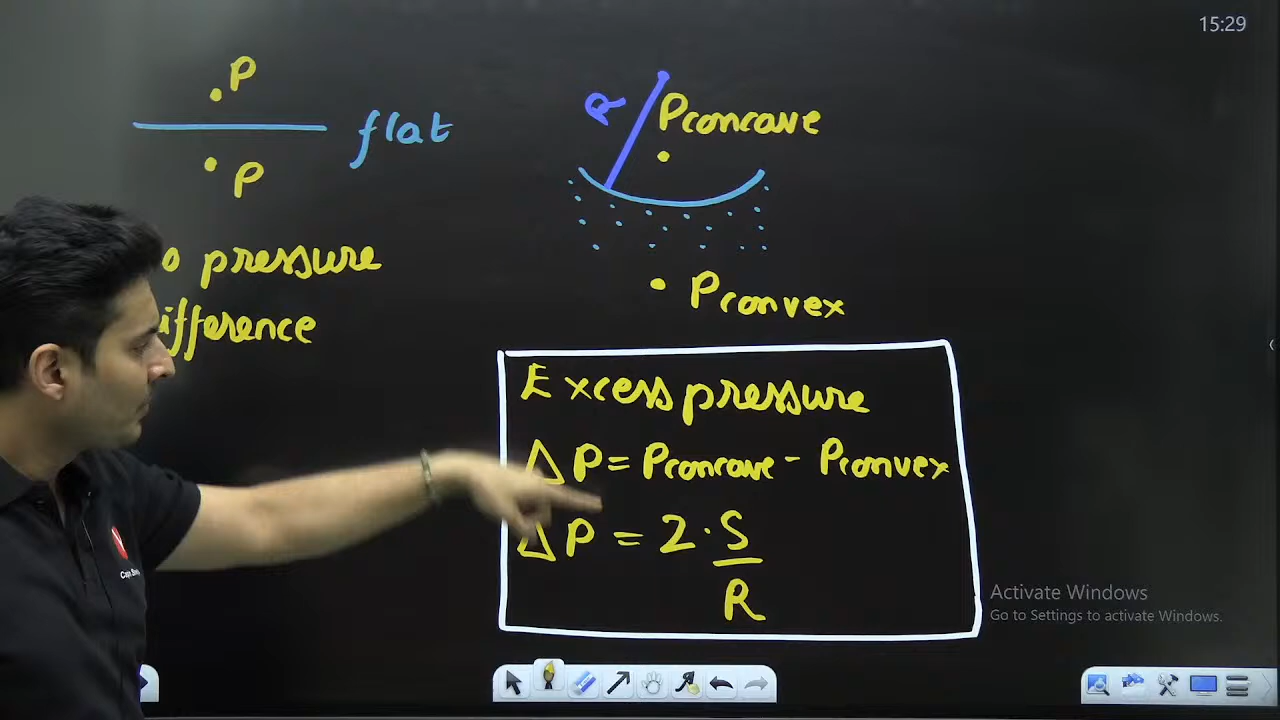 15:29
P
flat
P
pressure
R
Pconcave
Pconvex
Excess pressure
ΔP = Pconcave - Pconvex
ΔP = 2·S/R
Activate Windows
Go to Settings to activate Windows.